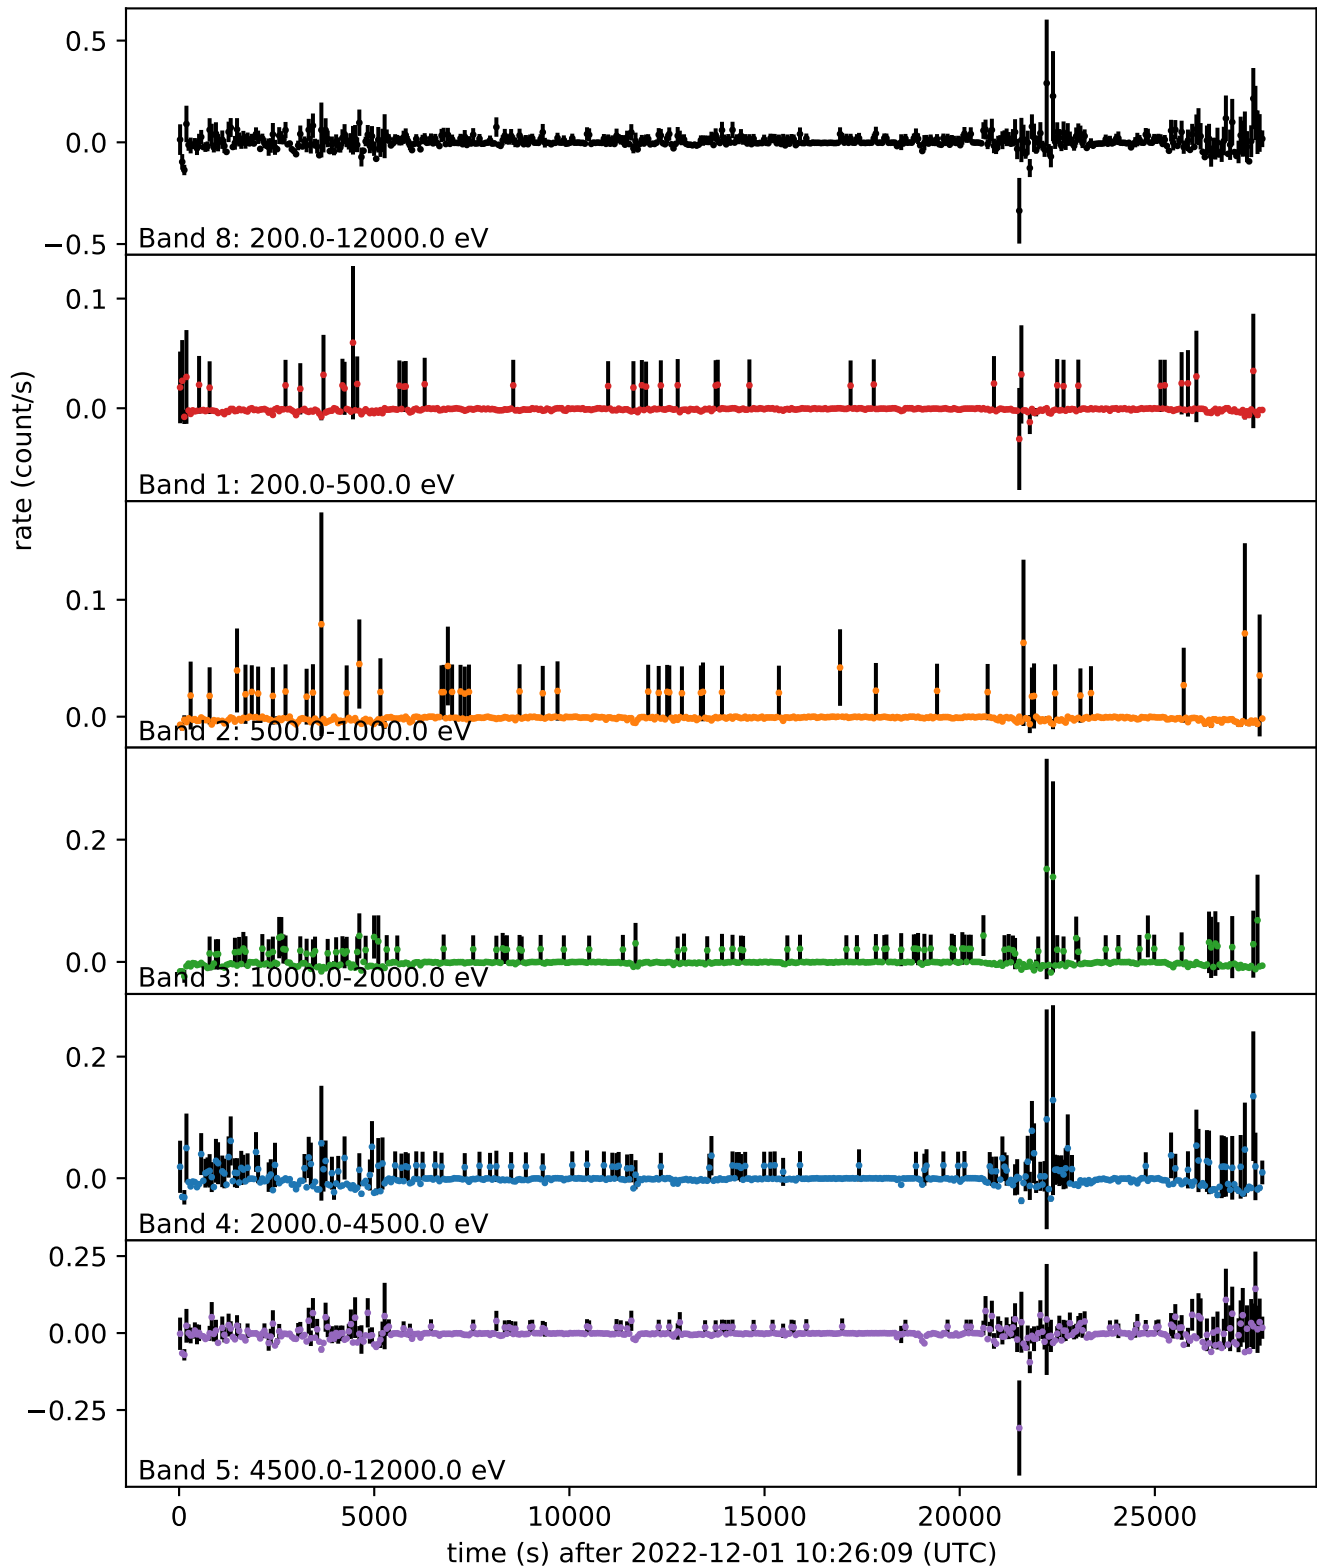 0.5
0.0
−0.5
Band 8: 200.0-12000.0 eV
0.1
0.0
Band 1: 200.0-500.0 eV
rate (count/s)
0.1
0.0
Band 2: 500.0-1000.0 eV
0.2
0.0
Band 3: 1000.0-2000.0 eV
0.2
0.0
Band 4: 2000.0-4500.0 eV
0.25
0.00
−0.25
Band 5: 4500.0-12000.0 eV
0 5000 10000 15000 20000 25000
time (s) after 2022-12-01 10:26:09 (UTC)